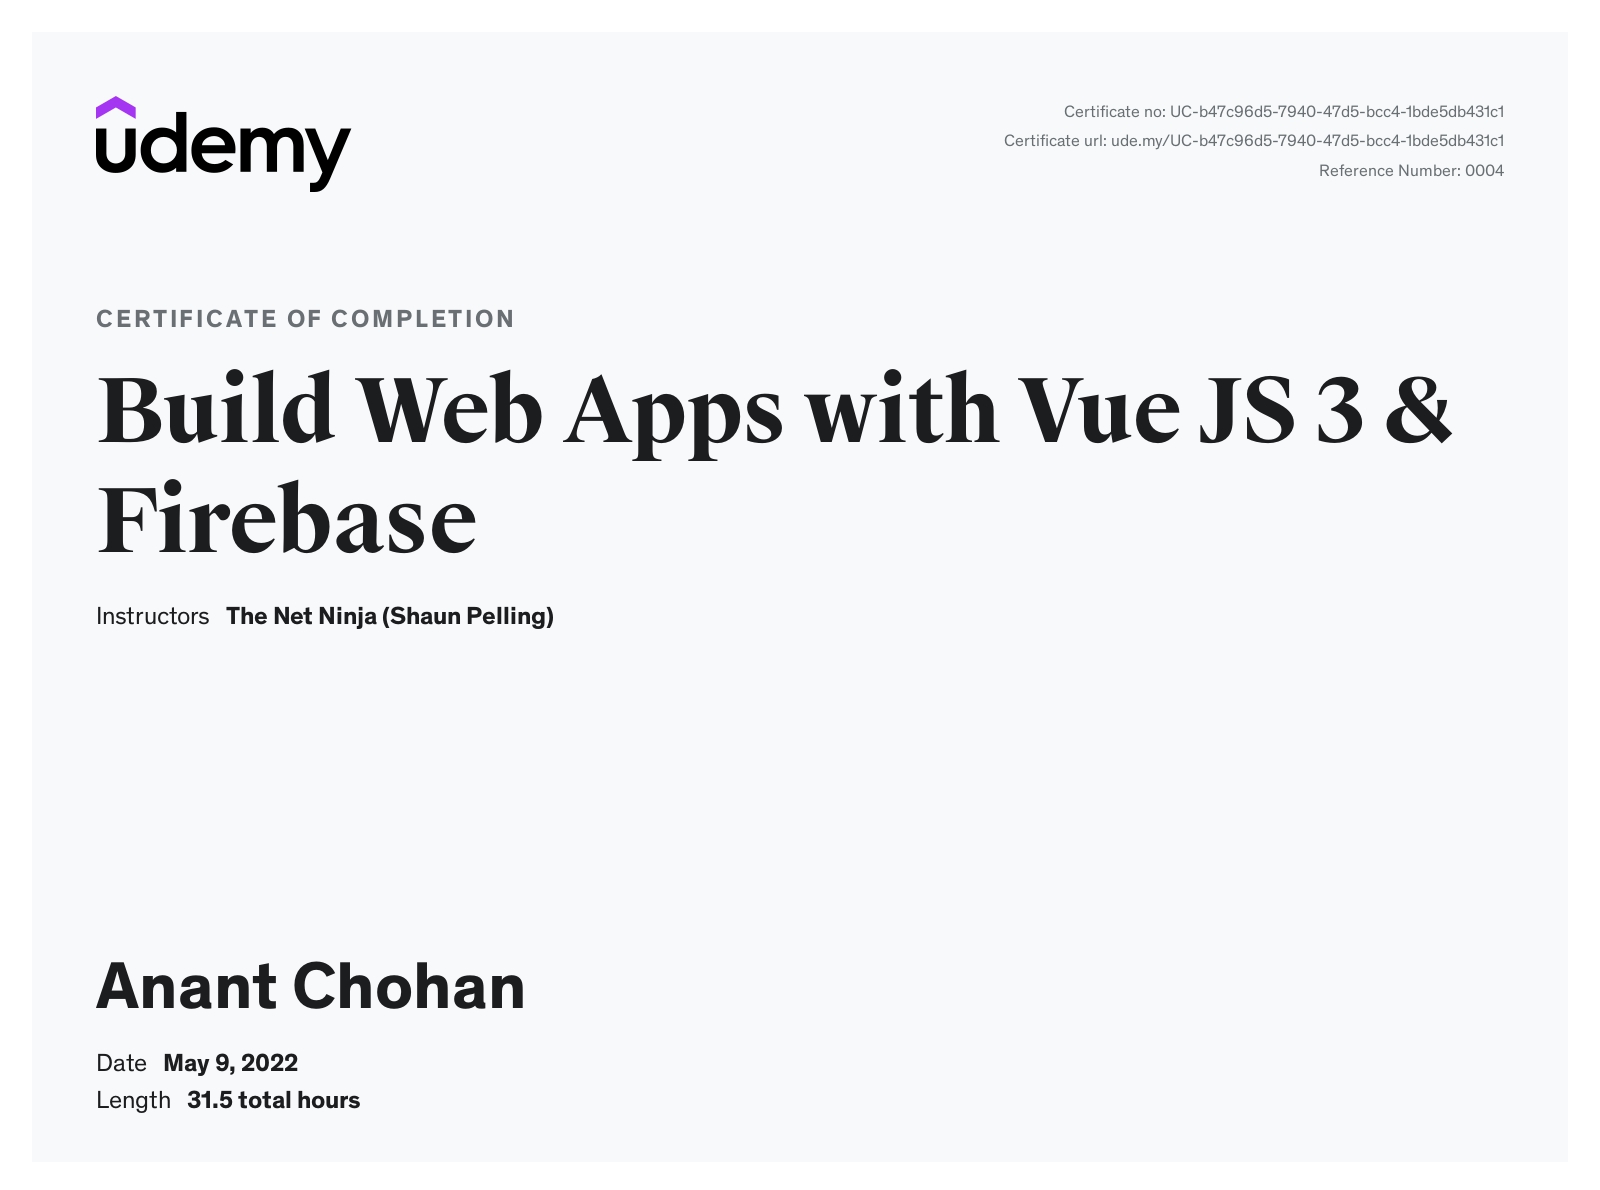 udemy
Certificate no: UC-b47c96d5-7940-47d5-bcc4-1bde5db431c1
Certificate url: ude.my/UC-b47c96d5-7940-47d5-bcc4-1bde5db431c1
Reference Number: 0004
CERTIFICATE OF COMPLETION
Build Web Apps with Vue JS 3 &
Firebase
Instructors The Net Ninja (Shaun Pelling)
Anant Chohan
Date May 9, 2022
Length 31.5 total hours